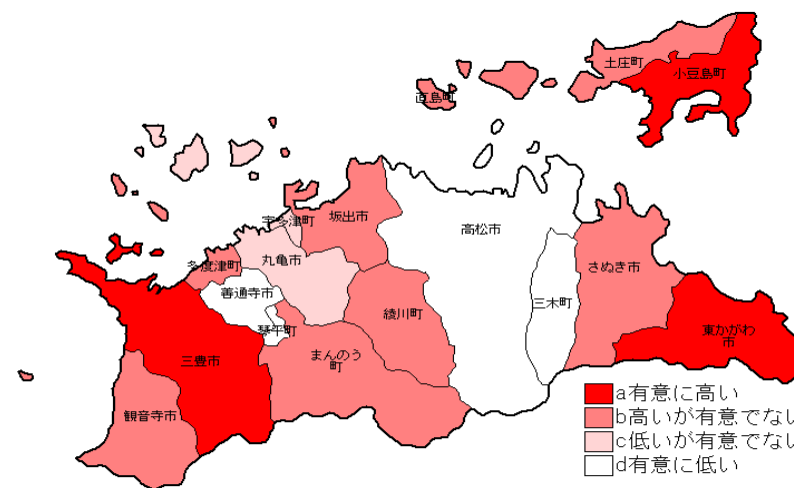 土庄町
小豆島町
直島町
宇多津町
坂出市
高松市
多度津町
丸亀市
さぬき市
善通寺市
三木町
綾川町
琴平町
東かがわ
市
三豊市
まんのう
町
観音寺市
a有意に高い
b高いが有意でない
c低いが有意でない
d有意に低い